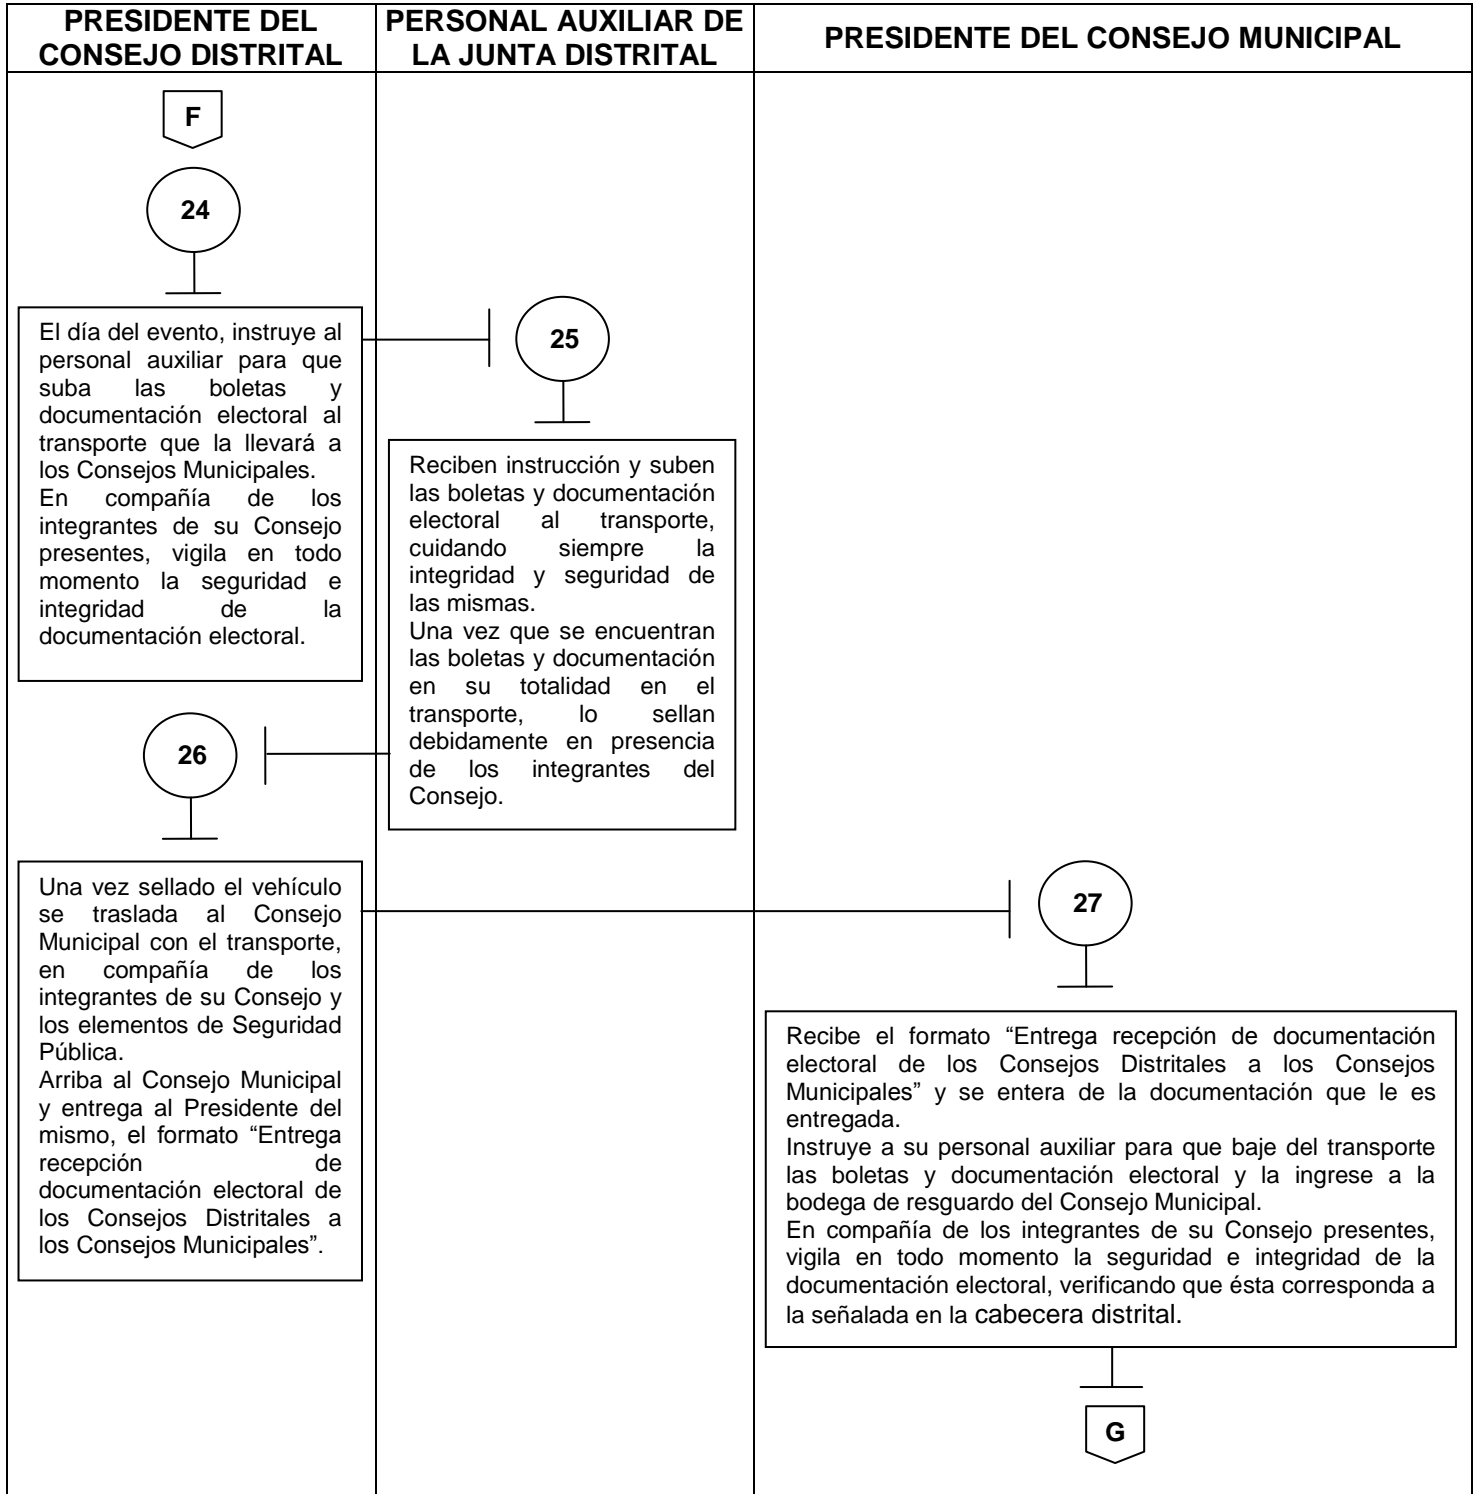 PRESIDENTE DEL
CONSEJO DISTRITAL
PERSONAL AUXILIAR DE
LA JUNTA DISTRITAL
PRESIDENTE DEL CONSEJO MUNICIPAL
F
24
El día del evento, instruye al
personal auxiliar para que
suba las boletas y
documentación electoral al
transporte que la llevará a
los Consejos Municipales.
En compañía de los
integrantes de su Consejo
presentes, vigila en todo
momento la seguridad e
integridad de la
documentación electoral.
25
Reciben instrucción y suben
las boletas y documentación
electoral al transporte,
cuidando siempre la
integridad y seguridad de
las mismas.
Una vez que se encuentran
las boletas y documentación
en su totalidad en el
transporte, lo sellan
debidamente en presencia
de los integrantes del
Consejo.
26
Una vez sellado el vehículo
se traslada al Consejo
Municipal con el transporte,
en compañía de los
integrantes de su Consejo y
los elementos de Seguridad
Pública.
Arriba al Consejo Municipal
y entrega al Presidente del
mismo, el formato “Entrega
recepción de
documentación electoral de
los Consejos Distritales a
los Consejos Municipales”.
27
Recibe el formato “Entrega recepción de documentación
electoral de los Consejos Distritales a los Consejos
Municipales” y se entera de la documentación que le es
entregada.
Instruye a su personal auxiliar para que baje del transporte
las boletas y documentación electoral y la ingrese a la
bodega de resguardo del Consejo Municipal.
En compañía de los integrantes de su Consejo presentes,
vigila en todo momento la seguridad e integridad de la
documentación electoral, verificando que ésta corresponda a
la señalada en la cabecera distrital.
G